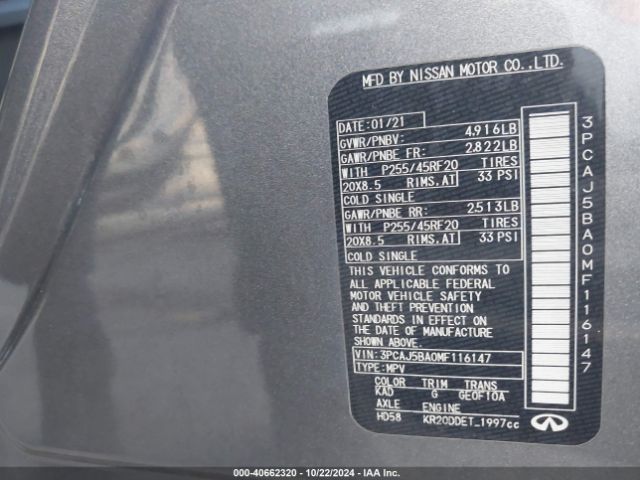 MFD BY NISSAN MOTOR CO.,LTD.
DATE: 01/21
GVWR/PNBV: 4.916LB
GAWR/PNBE FR: 2.822LB
WITH P255/45RF20 TIRES
20X8.5 RIMS.AT 33 PSI
COLD SINGLE
GAWR/PNBE RR: 2.513LB
WITH P255/45RF20 TIRES
20X8.5 RIMS.AT 33 PSI
COLD SINGLE
THIS VEHICLE CONFORMS TO
ALL APPLICABLE FEDERAL
MOTOR VEHICLE SAFETY
AND THEFT PREVENTION
STANDARDS IN EFFECT ON
THE DATE OF MANUFACTURE
SHOWN ABOVE.
VIN: 3PCAJ5BA0MF116147
TYPE: MPV
COLOR TRIM TRANS
KAD G GE0F10A
AXLE ENGINE
HD58 KR20DDET_1997cc
INFINITI
3PCAJ5BA0MF116147
000-40662320 - 10/22/2024 - IAA Inc.